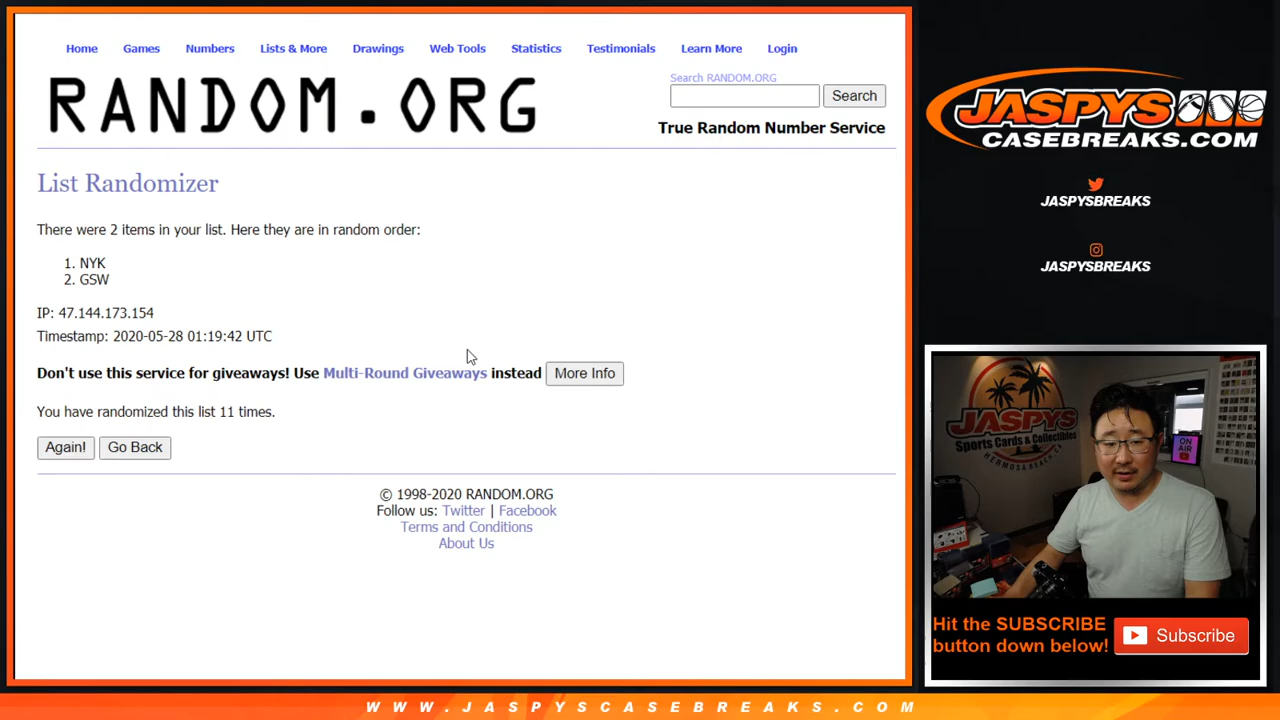 Home Games Numbers Lists & More Drawings Web Tools Statistics Testimonials Learn More Login
RANDOM.ORG
Search RANDOM.ORG
Search
True Random Number Service
List Randomizer
There were 2 items in your list. Here they are in random order:
1. NYK
2. GSW
IP: 47.144.173.154
Timestamp: 2020-05-28 01:19:42 UTC
Don't use this service for giveaways! Use Multi-Round Giveaways instead More Info
You have randomized this list 11 times.
Again! Go Back
© 1998-2020 RANDOM.ORG
Follow us: Twitter | Facebook
Terms and Conditions
About Us
JASPYS
CASEBREAKS.COM
JASPYSBREAKS
JASPYSBREAKS
JASPYS
Sports Cards & Collectibles
HERMOSA BEACH, CA
ON AIR
Hit the SUBSCRIBE
button down below!
Subscribe
WWW.JASPYSCASEBREAKS.COM